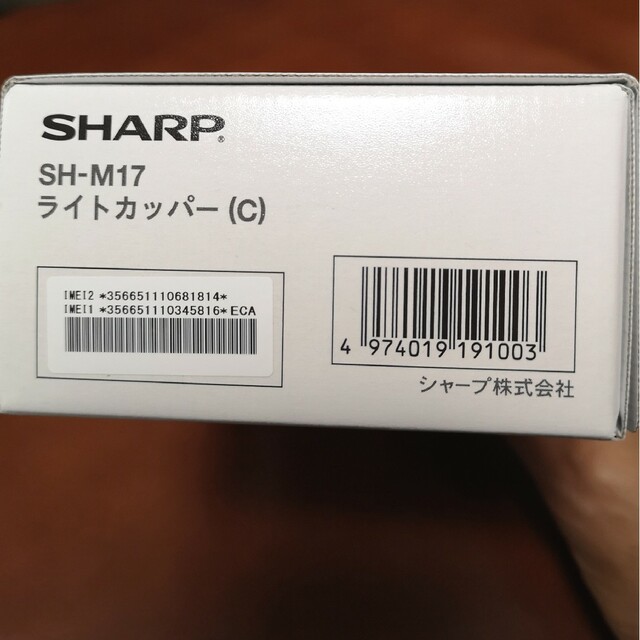 SHARP®
SH-M17
ライトカッパー (C)
IMEI2 *356651110681814*
IMEI1 *356651110345816* ECA
4 974019 191003
シャープ株式会社